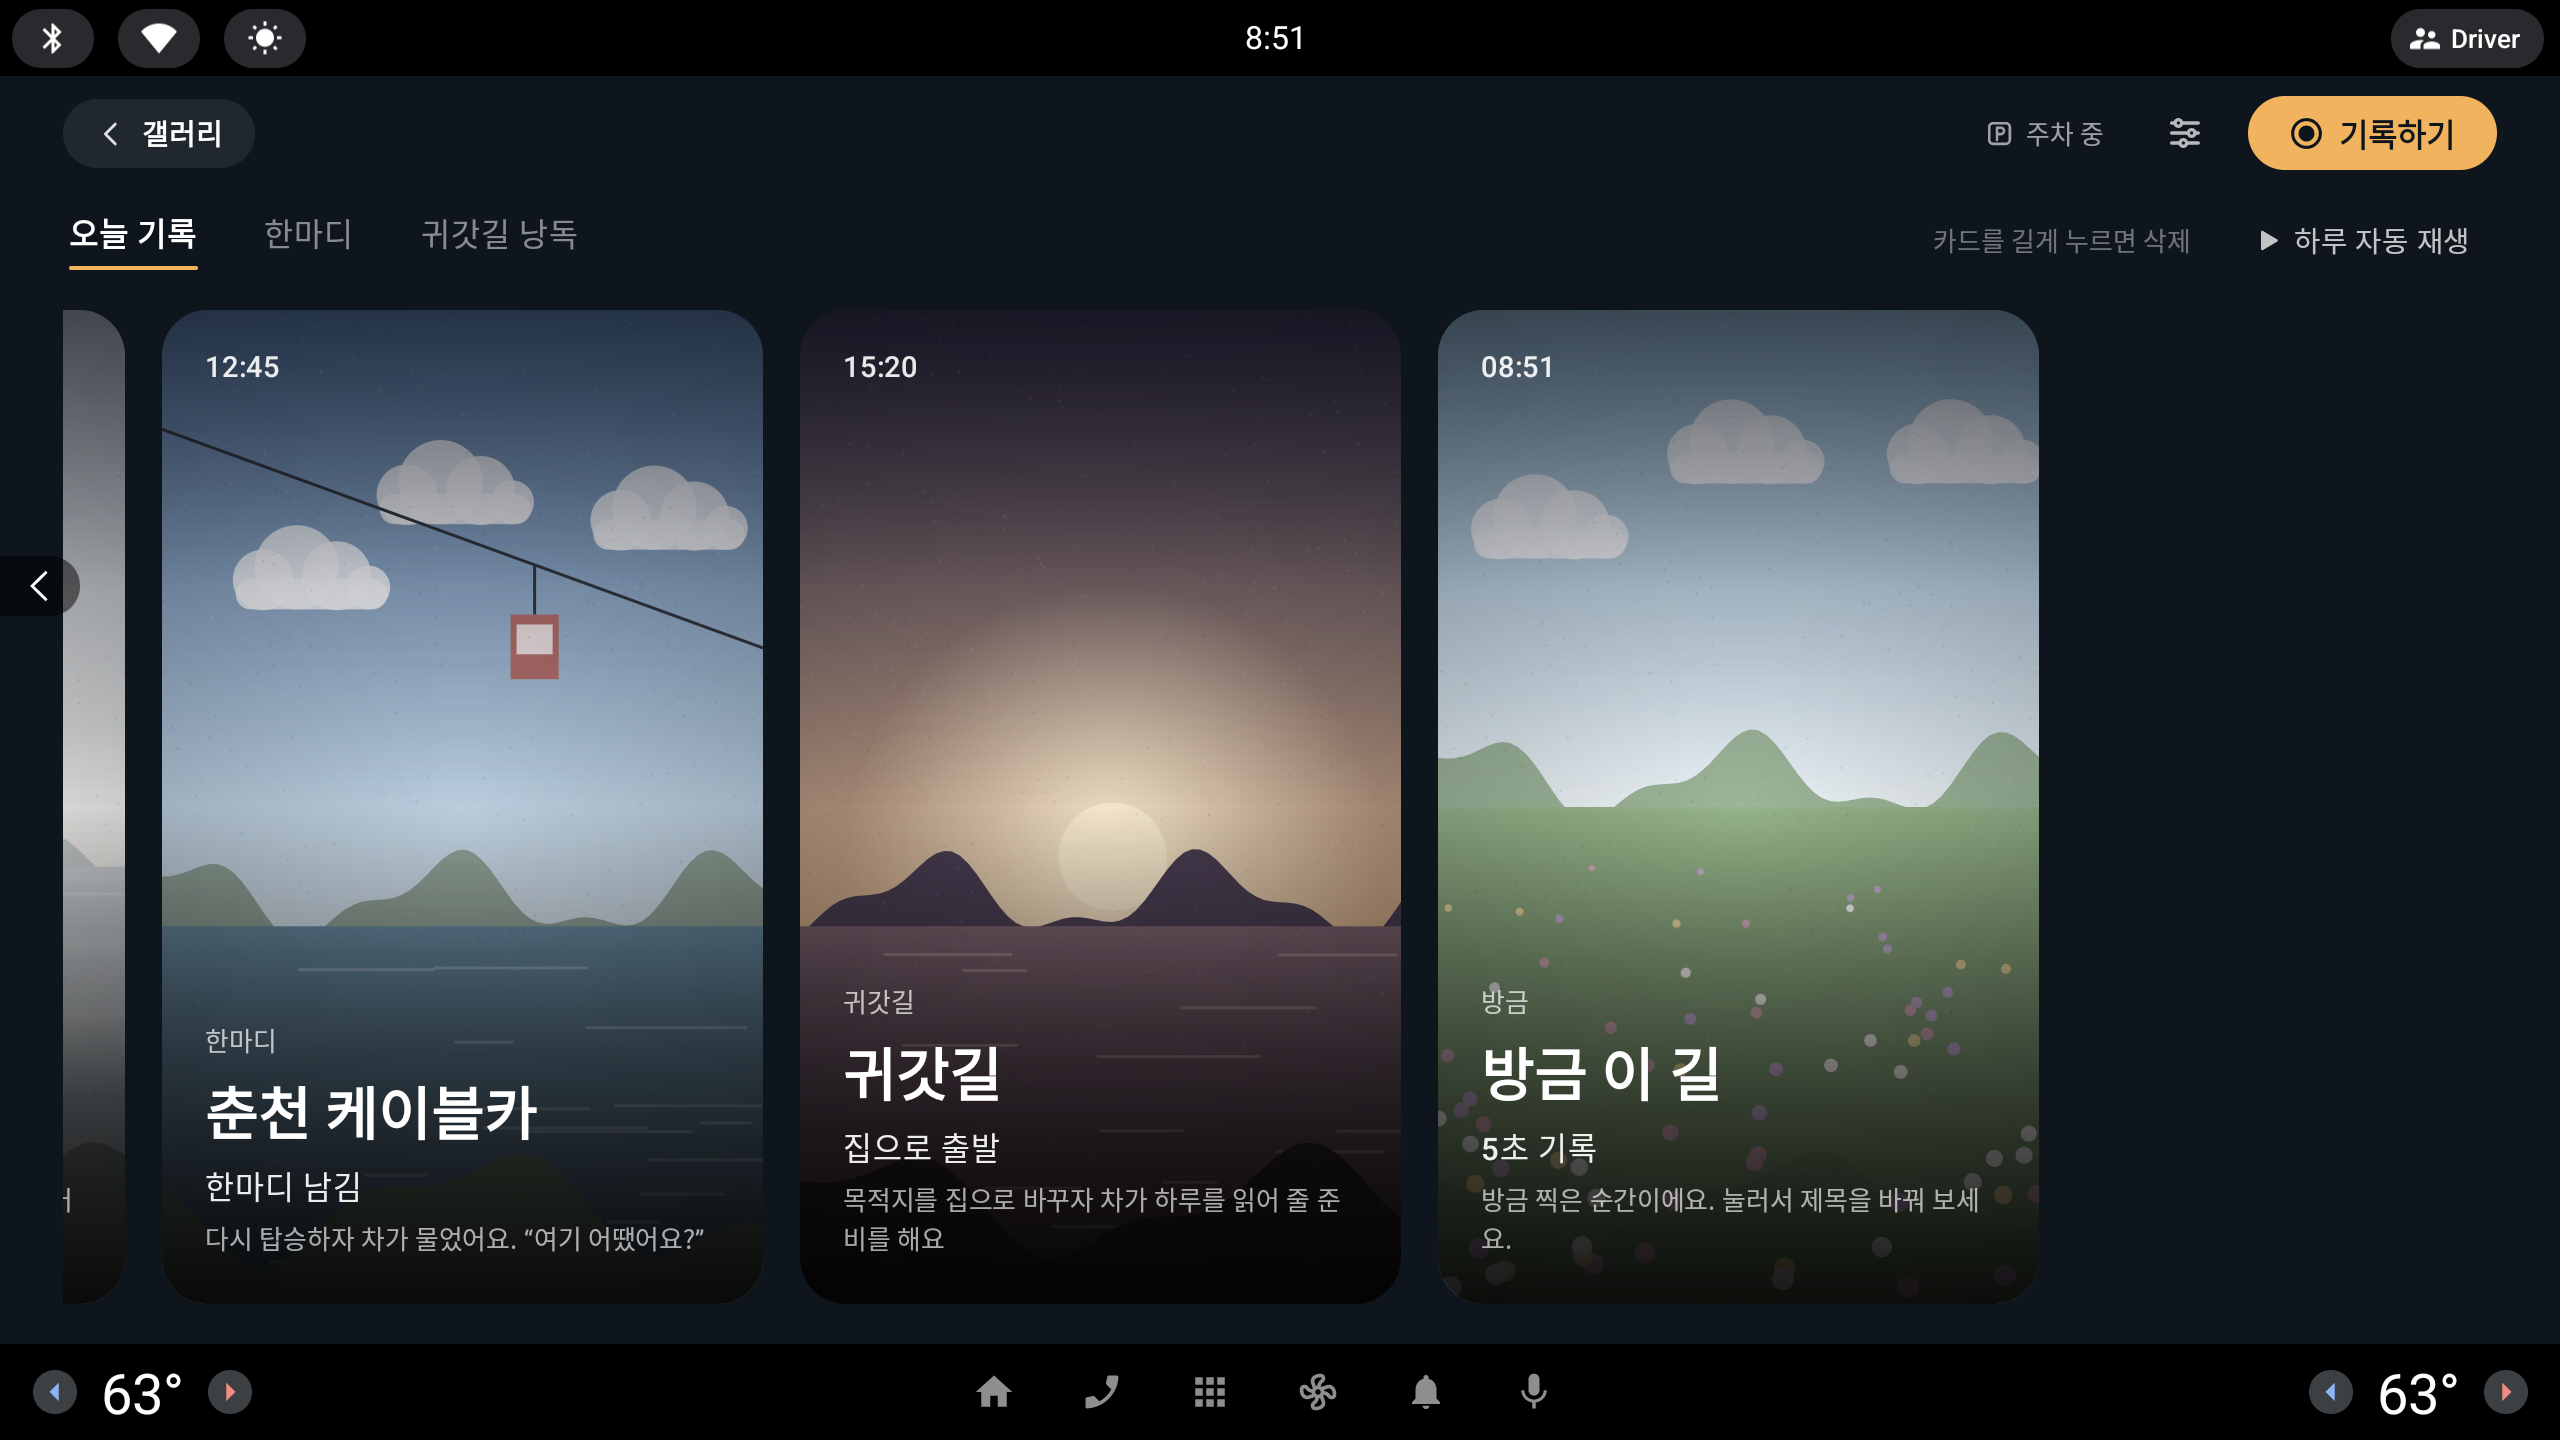 8:51
Driver
갤러리
주차 중
기록하기
오늘 기록
한마디
귀갓길 낭독
카드를 길게 누르면 삭제
하루 자동 재생
12:45
한마디
춘천 케이블카
한마디 남김
다시 탑승하자 차가 물었어요. “여기 어땠어요?”
15:20
귀갓길
귀갓길
집으로 출발
목적지를 집으로 바꾸자 차가 하루를 읽어 줄 준
비를 해요
08:51
방금
방금 이 길
5초 기록
방금 찍은 순간이에요. 눌러서 제목을 바꿔 보세
요.
63°
63°